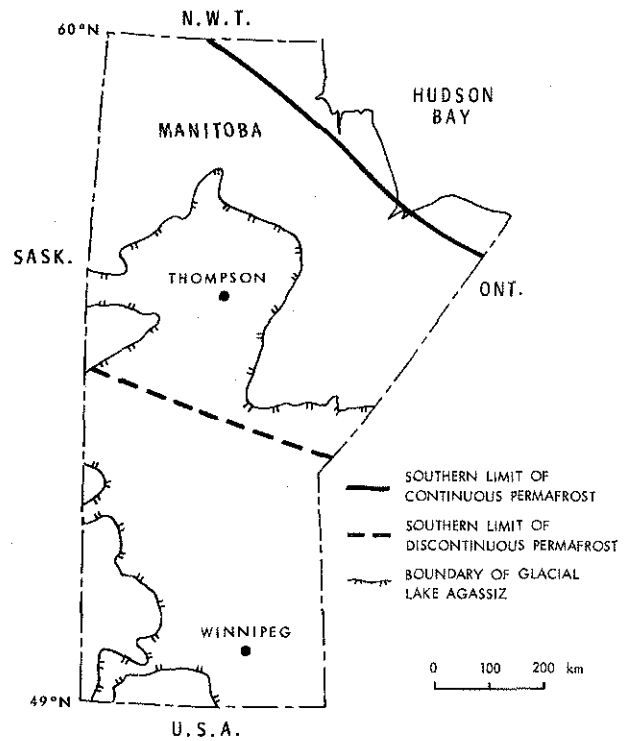 N.W.T.
60°N
HUDSON
BAY
MANITOBA
SASK.
THOMPSON
ONT.
SOUTHERN LIMIT OF
CONTINUOUS PERMAFROST
SOUTHERN LIMIT OF
DISCONTINUOUS PERMAFROST
BOUNDARY OF GLACIAL
LAKE AGASSIZ
WINNIPEG
0 100 200 km
49°N
U.S.A.